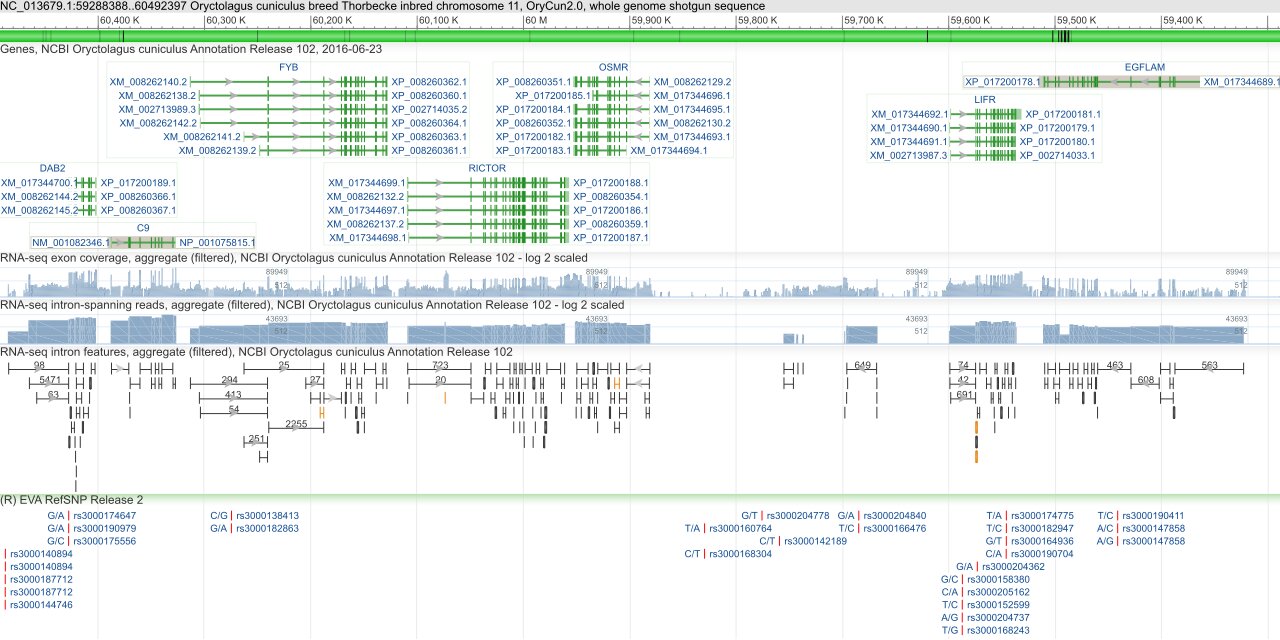 NC_013679.1:59288388..60492397 Oryctolagus cuniculus breed Thorbecke inbred chromosome 11, OryCun2.0, whole genome shotgun sequence
60,400 K 60,300 K 60,200 K 60,100 K 60 M 59,900 K 59,800 K 59,700 K 59,600 K 59,500 K 59,400 K
Genes, NCBI Oryctolagus cuniculus Annotation Release 102, 2016-06-23
FYB OSMR EGFLAM
XM_008262140.2 XP_008260362.1 XP_008260351.1 XM_008262129.2 XP_017200178.1 XM_017344689.1
XM_008262138.2 XP_008260360.1 XP_017200185.1 XM_017344696.1
LIFR
XM_002713989.3 XP_002714035.2 XP_017200184.1 XM_017344695.1 XM_017344692.1 XP_017200181.1
XM_008262142.2 XP_008260364.1 XP_008260352.1 XM_008262130.2 XM_017344690.1 XP_017200179.1
XM_008262141.2 XP_008260363.1 XP_017200182.1 XM_017344693.1 XM_017344691.1 XP_017200180.1
XM_008262139.2 XP_008260361.1 XP_017200183.1 XM_017344694.1 XM_002713987.3 XP_002714033.1
DAB2 RICTOR
XM_017344700.1 XP_017200189.1 XM_017344699.1 XP_017200188.1
XM_008262144.2 XP_008260366.1 XM_008262132.2 XP_008260354.1
XM_008262145.2 XP_008260367.1 XM_017344697.1 XP_017200186.1
C9 XM_008262137.2 XP_008260359.1
NM_001082346.1 NP_001075815.1 XM_017344698.1 XP_017200187.1
RNA-seq exon coverage, aggregate (filtered), NCBI Oryctolagus cuniculus Annotation Release 102 - log 2 scaled
89949 89949 89949 89949
512 512 512 512
RNA-seq intron-spanning reads, aggregate (filtered), NCBI Oryctolagus cuniculus Annotation Release 102 - log 2 scaled
43693 43693 43693 43693
512 512 512 512
RNA-seq intron features, aggregate (filtered), NCBI Oryctolagus cuniculus Annotation Release 102
98 25 723 649 74 463 563
5471 294 27 20 42 608
63 413 691
54
2255
251
(R) EVA RefSNP Release 2
G/A rs3000174647 C/G rs3000138413 G/T rs3000204778 G/A rs3000204840 T/A rs3000174775 T/C rs3000190411
G/A rs3000190979 G/A rs3000182863 T/A rs3000160764 T/C rs3000166476 T/C rs3000182947 A/C rs3000147858
G/C rs3000175556 C/T rs3000142189 G/T rs3000164936 A/G rs3000147858
rs3000140894 C/T rs3000168304 C/A rs3000190704
rs3000140894 G/A rs3000204362
rs3000187712 G/C rs3000158380
rs3000187712 C/A rs3000205162
rs3000144746 T/C rs3000152599
A/G rs3000204737
T/G rs3000168243